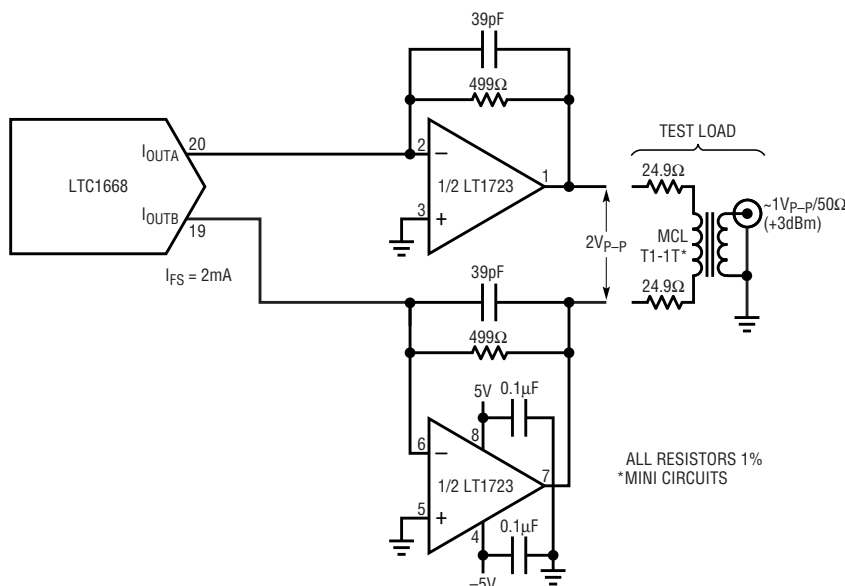 39pF
499Ω
TEST LOAD
20
I_OUTA
2
−
1
24.9Ω
LTC1668
1/2 LT1723
~1V_P–P/50Ω
(+3dBm)
I_OUTB
3
+
MCL
T1-1T*
19
2V_P–P
39pF
24.9Ω
I_FS = 2mA
499Ω
5V
0.1µF
8
6
−
7
ALL RESISTORS 1%
*MINI CIRCUITS
1/2 LT1723
5
+
4
0.1µF
–5V